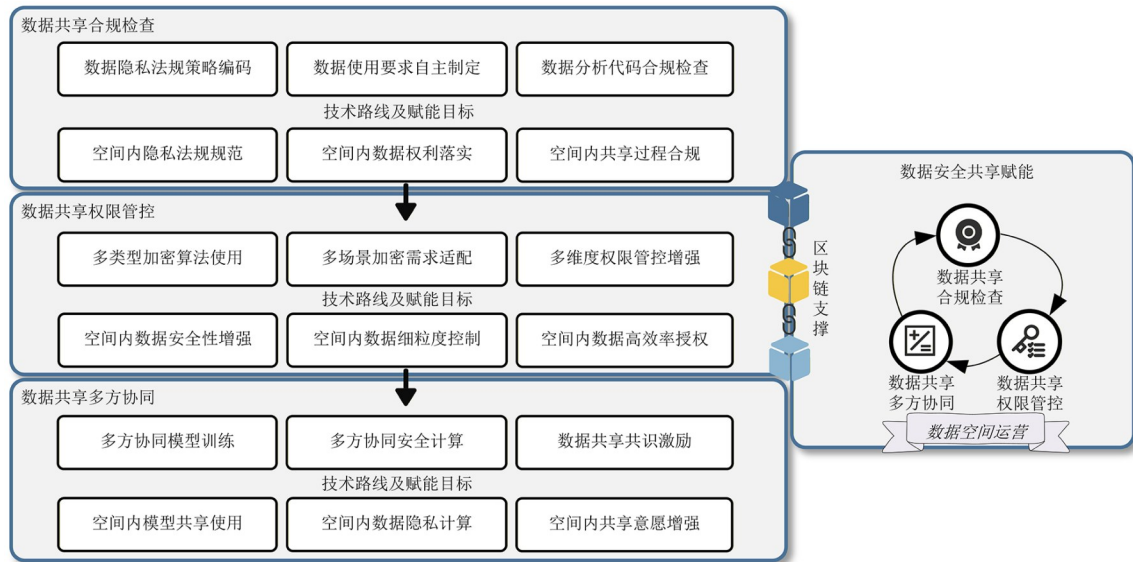 数据共享合规检查
数据隐私法规策略编码
数据使用要求自主制定
数据分析代码合规检查
技术路线及赋能目标
空间内隐私法规规范
空间内数据权利落实
空间内共享过程合规
数据共享权限管控
多类型加密算法使用
多场景加密需求适配
多维度权限管控增强
技术路线及赋能目标
空间内数据安全性增强
空间内数据细粒度控制
空间内数据高效率授权
数据共享多方协同
多方协同模型训练
多方协同安全计算
数据共享共识激励
技术路线及赋能目标
空间内模型共享使用
空间内数据隐私计算
空间内共享意愿增强
区块链支撑
数据安全共享赋能
数据共享
合规检查
数据共享
多方协同
数据共享
权限管控
数据空间运营